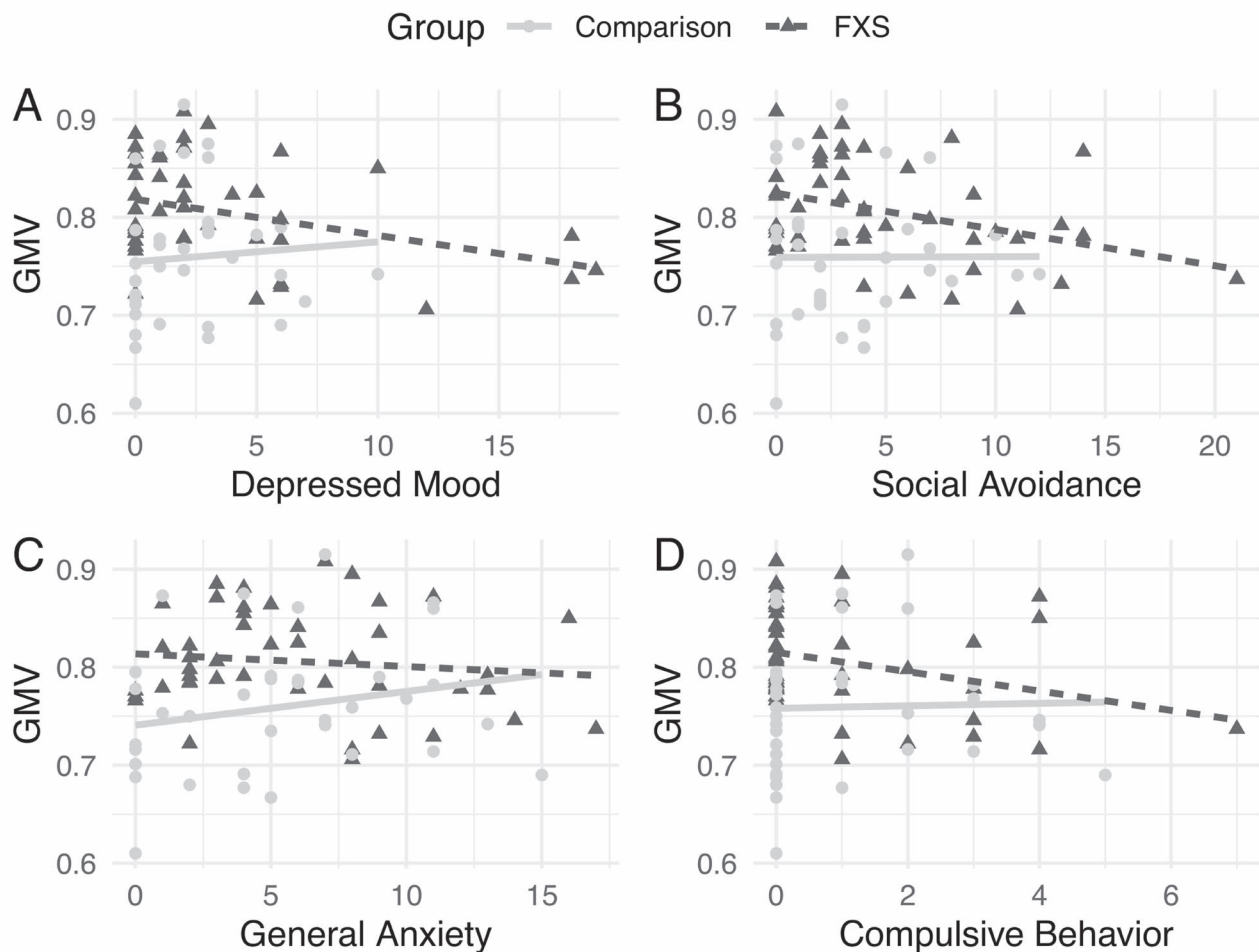 Group Comparison FXS
A
0.9
0.8
0.7
0.6
GMV
0 5 10 15
Depressed Mood
B
0.9
0.8
0.7
0.6
GMV
0 5 10 15 20
Social Avoidance
C
0.9
0.8
0.7
0.6
GMV
0 5 10 15
General Anxiety
D
0.9
0.8
0.7
0.6
GMV
0 2 4 6
Compulsive Behavior